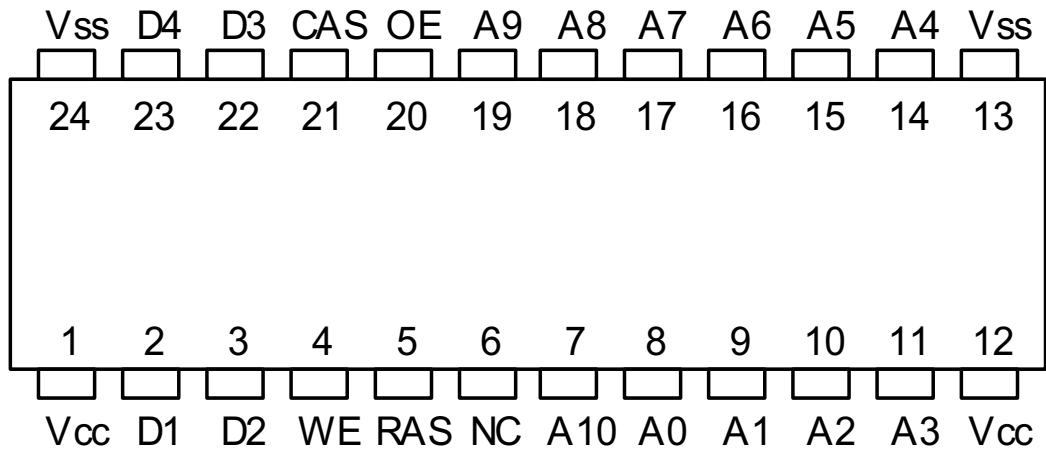 Vss D4 D3 CAS OE A9 A8 A7 A6 A5 A4 Vss
24 23 22 21 20 19 18 17 16 15 14 13
1 2 3 4 5 6 7 8 9 10 11 12
Vcc D1 D2 WE RAS NC A10 A0 A1 A2 A3 Vcc